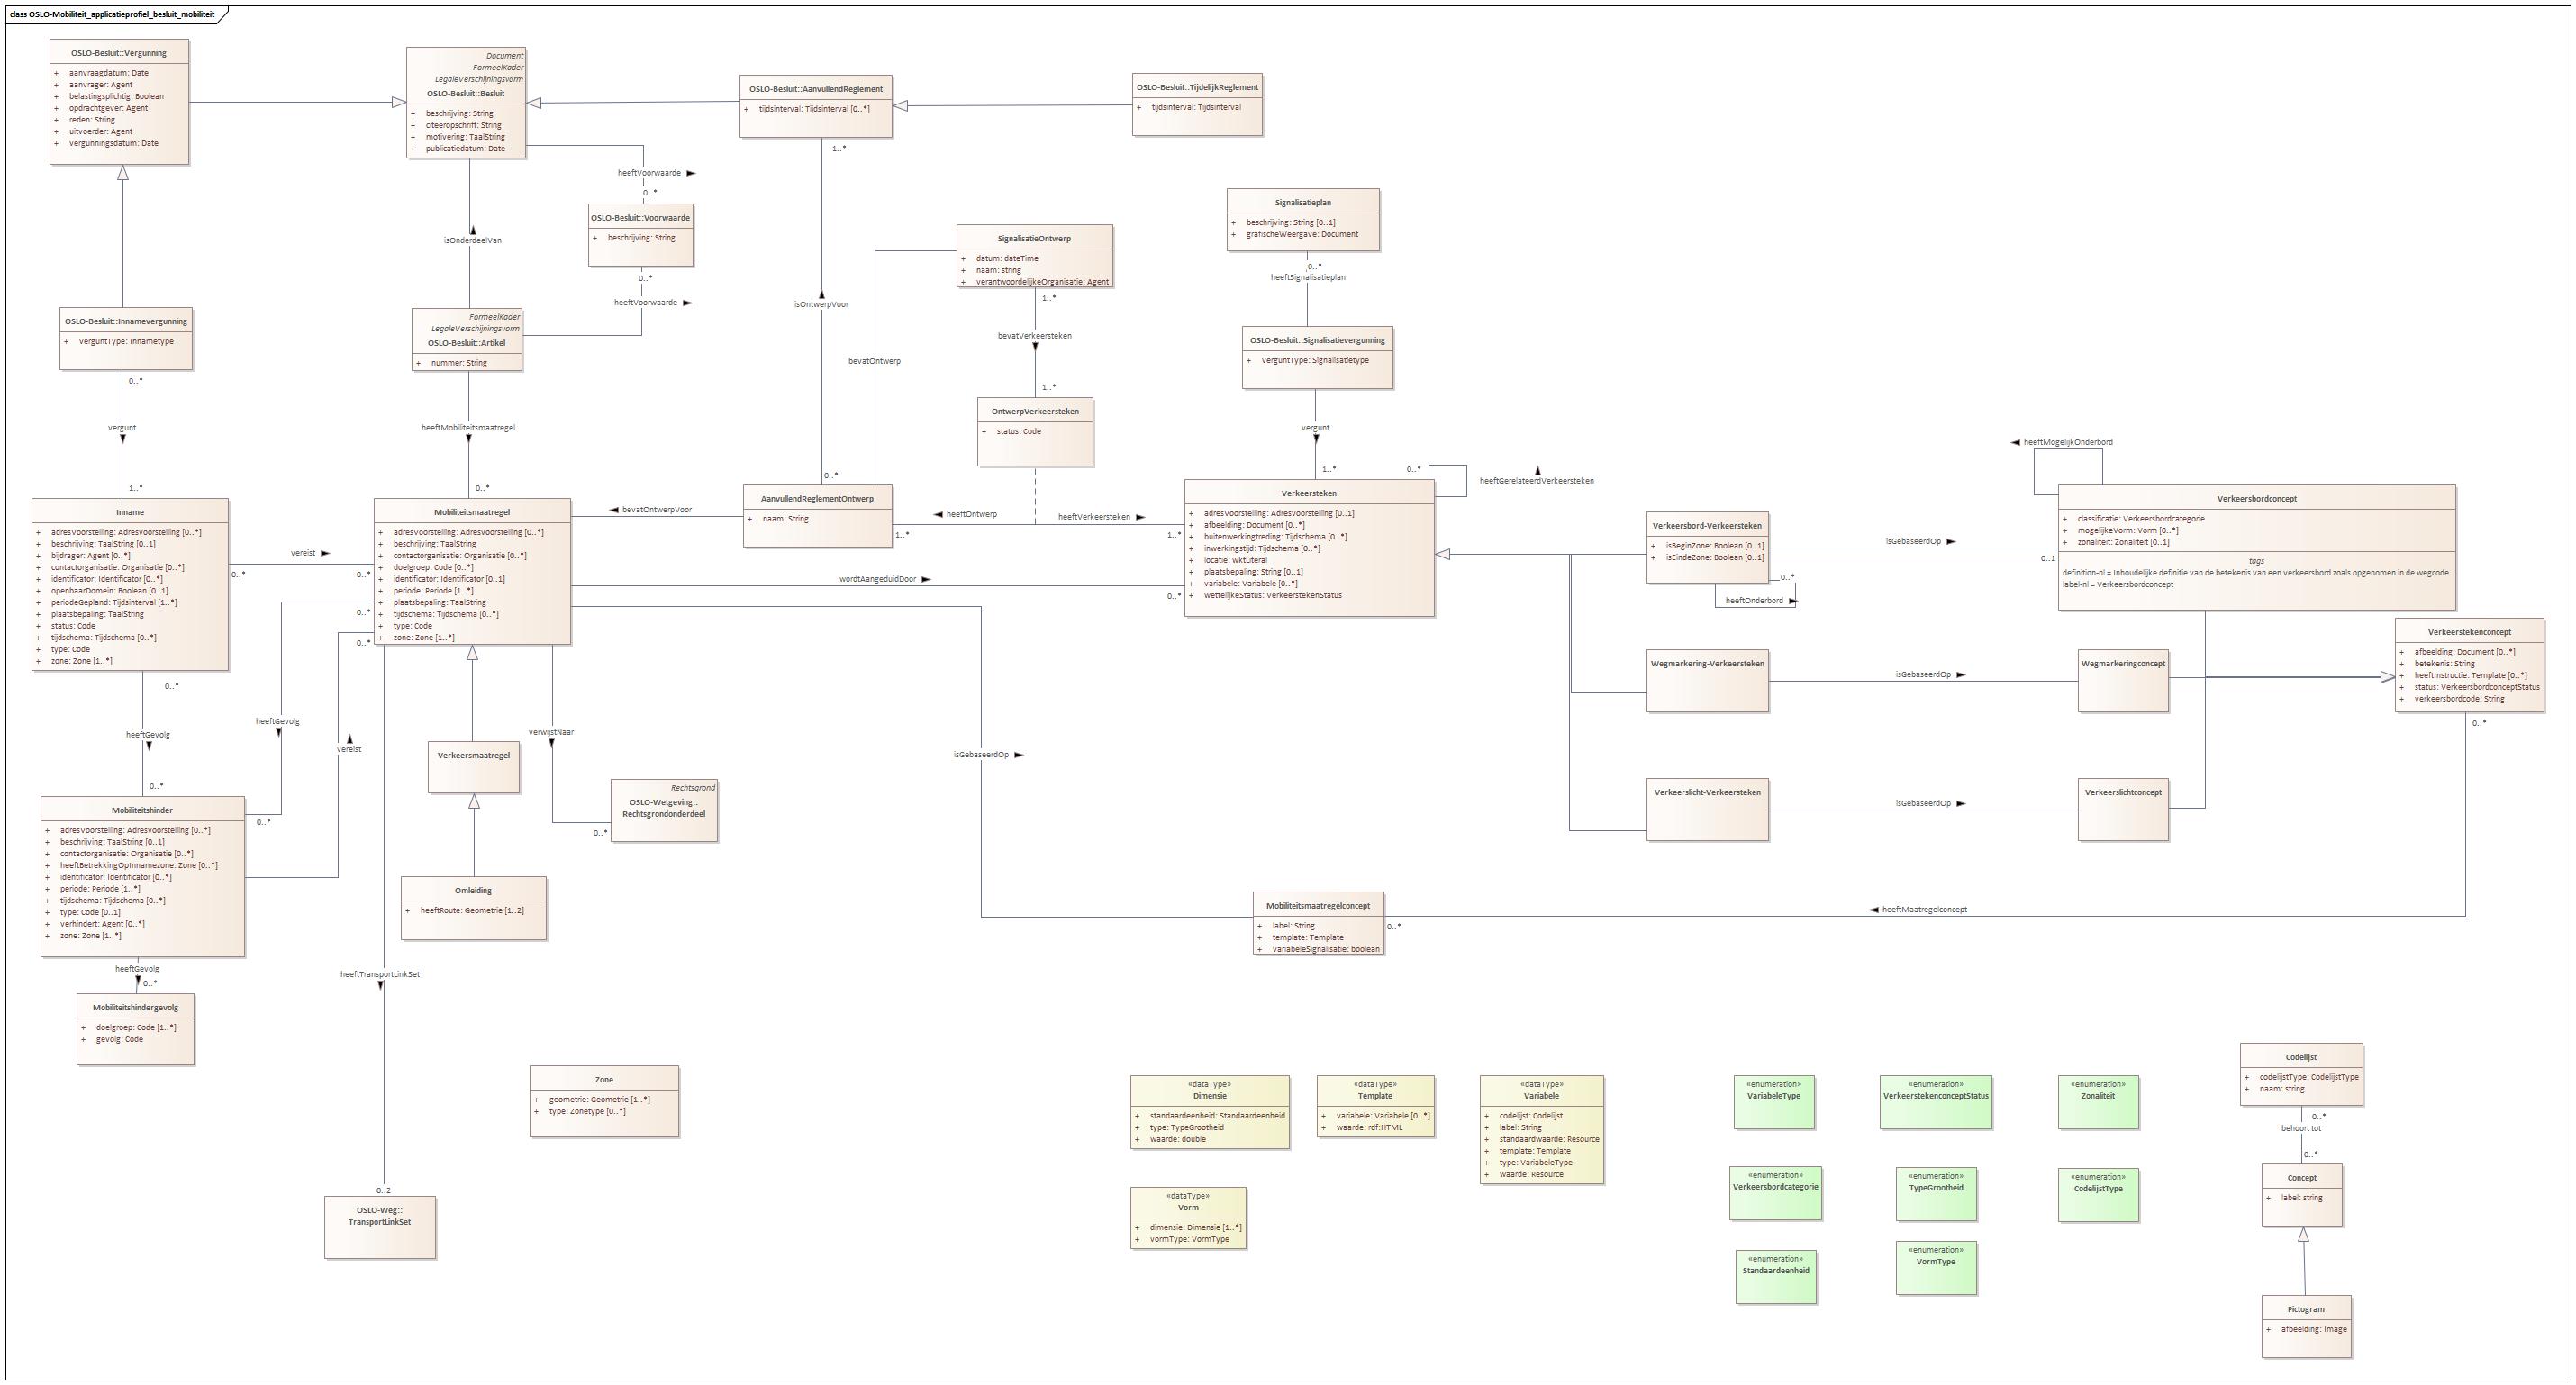 class OSLO-Mobiliteit_applicatieprofiel_besluit_mobiliteit
OSLO-Besluit::Vergunning
+ aanvraagdatum: Date
+ aanvrager: Agent
+ belastingsplichtig: Boolean
+ opdrachtgever: Agent
+ reden: String
+ uitvoerder: Agent
+ vergunningsdatum: Date
Document
FormeelKader
LegaleVerschijningsvorm
OSLO-Besluit::Besluit
+ beschrijving: String
+ citeeropschrift: String
+ motivering: TaalString
+ publicatiedatum: Date
OSLO-Besluit::AanvullendReglement
+ tijdsinterval: Tijdsinterval [0..*]
OSLO-Besluit::TijdelijkReglement
+ tijdsinterval: Tijdsinterval
1..*
heeftVoorwaarde
0..*
OSLO-Besluit::Voorwaarde
+ beschrijving: String
0..*
heeftVoorwaarde
isOnderdeelVan
Signalisatieplan
+ beschrijving: String [0..1]
+ grafischeWeergave: Document
0..*
heeftSignalisatieplan
SignalisatieOntwerp
+ datum: dateTime
+ naam: string
+ verantwoordelijkeOrganisatie: Agent
1..*
bevatVerkeersteken
1..*
isOntwerpVoor
bevatOntwerp
OSLO-Besluit::Innamevergunning
+ verguntType: Innametype
0..*
vergunt
1..*
FormeelKader
LegaleVerschijningsvorm
OSLO-Besluit::Artikel
+ nummer: String
heeftMobiliteitsmaatregel
0..*
OSLO-Besluit::Signalisatievergunning
+ verguntType: Signalisatietype
vergunt
1..*
OntwerpVerkeersteken
+ status: Code
0..*
AanvullendReglementOntwerp
+ naam: String
bevatOntwerpVoor
1..*
heeftOntwerp
heeftVerkeersteken
1..*
Inname
+ adresVoorstelling: Adresvoorstelling [0..*]
+ beschrijving: TaalString [0..1]
+ bijdrager: Agent [0..*]
+ contactorganisatie: Organisatie [0..*]
+ identificator: Identificator [0..*]
+ openbaarDomein: Boolean [0..1]
+ periodeGepland: Tijdsinterval [1..*]
+ plaatsbepaling: TaalString
+ status: Code
+ tijdschema: Tijdschema [0..*]
+ type: Code
+ zone: Zone [1..*]
vereist
0..*
0..*
Mobiliteitsmaatregel
+ adresVoorstelling: Adresvoorstelling [0..*]
+ beschrijving: TaalString
+ contactorganisatie: Organisatie [0..*]
+ doelgroep: Code [0..*]
+ identificator: Identificator [0..1]
+ periode: Periode [1..*]
+ plaatsbepaling: TaalString
+ tijdschema: Tijdschema [0..*]
+ type: Code
+ zone: Zone [1..*]
wordtAangeduidDoor
0..*
Verkeersteken
+ adresVoorstelling: Adresvoorstelling [0..1]
+ afbeelding: Document [0..*]
+ buitenwerkingtreding: Tijdschema [0..*]
+ inwerkingstijd: Tijdschema [0..*]
+ locatie: wktLiteral
+ plaatsbepaling: String [0..1]
+ variabele: Variabele [0..*]
+ wettelijkeStatus: VerkeerstekenStatus
0..*
heeftGerelateerdVerkeersteken
Verkeersbord-Verkeersteken
+ isBeginZone: Boolean [0..1]
+ isEindeZone: Boolean [0..1]
0..*
heeftOnderbord
isGebaseerdOp
0..1
heeftMogelijkOnderbord
Verkeersbordconcept
+ classificatie: Verkeersbordcategorie
+ mogelijkeVorm: Vorm [0..*]
+ zonaliteit: Zonaliteit [0..1]
tags
definition-nl = Inhoudelijke definitie van de betekenis van een verkeersbord zoals opgenomen in de wegcode.
label-nl = Verkeersbordconcept
Wegmarkering-Verkeersteken
isGebaseerdOp
Wegmarkeringconcept
Verkeerstekenconcept
+ afbeelding: Document [0..*]
+ betekenis: String
+ heeftInstructie: Template [0..*]
+ status: VerkeersbordconceptStatus
+ verkeersbordcode: String
0..*
Verkeerslicht-Verkeersteken
isGebaseerdOp
Verkeerslichtconcept
0..*
heeftGevolg
0..*
0..*
heeftGevolg
0..*
0..*
vereist
Mobiliteitshinder
+ adresVoorstelling: Adresvoorstelling [0..*]
+ beschrijving: TaalString [0..1]
+ contactorganisatie: Organisatie [0..*]
+ heeftBetrekkingOpInnamezone: Zone [0..*]
+ identificator: Identificator [0..*]
+ periode: Periode [1..*]
+ tijdschema: Tijdschema [0..*]
+ type: Code [0..1]
+ verhindert: Agent [0..*]
+ zone: Zone [1..*]
heeftGevolg
0..*
Mobiliteitshindergevolg
+ doelgroep: Code [1..*]
+ gevolg: Code
Verkeersmaatregel
verwijstNaar
0..*
Rechtsgrond
OSLO-Wetgeving::
Rechtsgrondonderdeel
Omleiding
+ heeftRoute: Geometrie [1..2]
heeftTransportLinkSet
0..2
OSLO-Weg::
TransportLinkSet
isGebaseerdOp
Mobiliteitsmaatregelconcept
+ label: String
+ template: Template
+ variabeleSignalisatie: boolean
0..*
heeftMaatregelconcept
Zone
+ geometrie: Geometrie [1..*]
+ type: Zonetype [0..*]
«dataType»
Dimensie
+ standaardeenheid: Standaardeenheid
+ type: TypeGrootheid
+ waarde: double
«dataType»
Template
+ variabele: Variabele [0..*]
+ waarde: rdf:HTML
«dataType»
Variabele
+ codelijst: Codelijst
+ label: String
+ standaardwaarde: Resource
+ template: Template
+ type: VariabeleType
+ waarde: Resource
«dataType»
Vorm
+ dimensie: Dimensie [1..*]
+ vormType: VormType
«enumeration»
VariabeleType
«enumeration»
VerkeerstekenconceptStatus
«enumeration»
Zonaliteit
«enumeration»
Verkeersbordcategorie
«enumeration»
TypeGrootheid
«enumeration»
CodelijstType
«enumeration»
Standaardeenheid
«enumeration»
VormType
Codelijst
+ codelijstType: CodelijstType
+ naam: string
0..*
behoort tot
0..*
Concept
+ label: string
Pictogram
+ afbeelding: Image